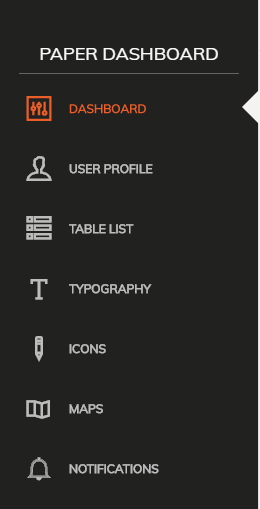 PAPER DASHBOARD
DASHBOARD
USER PROFILE
TABLE LIST
TYPOGRAPHY
ICONS
MAPS
NOTIFICATIONS